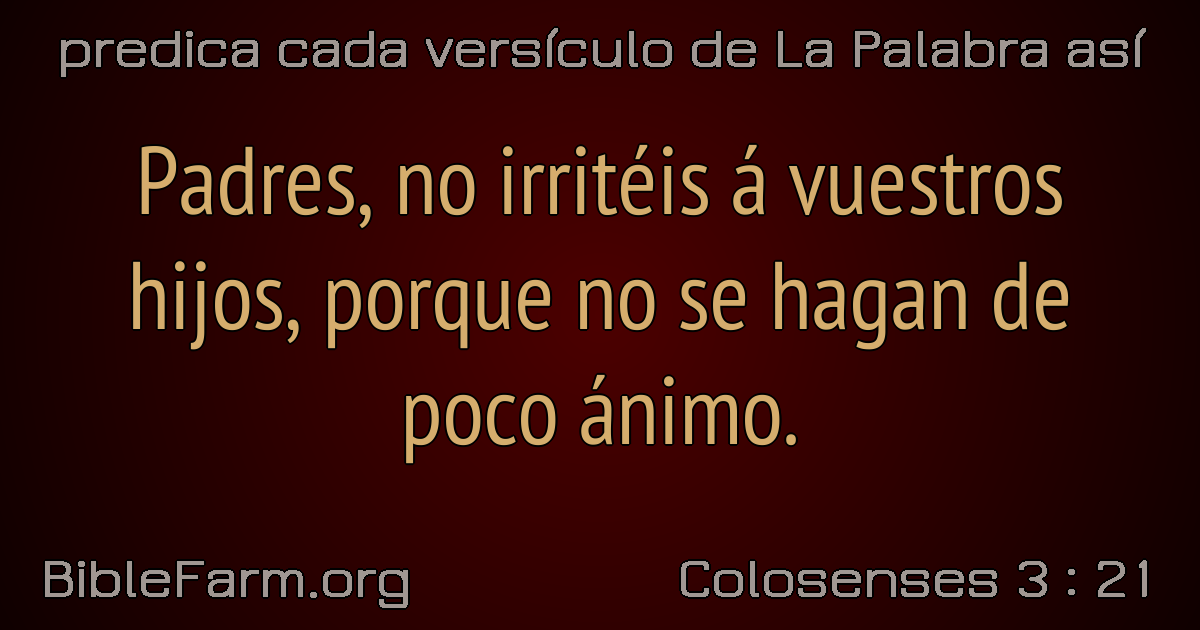 predica cada versículo de La Palabra así
Padres, no irritéis á vuestros
hijos, porque no se hagan de
poco ánimo.
BibleFarm.org
Colosenses 3 : 21